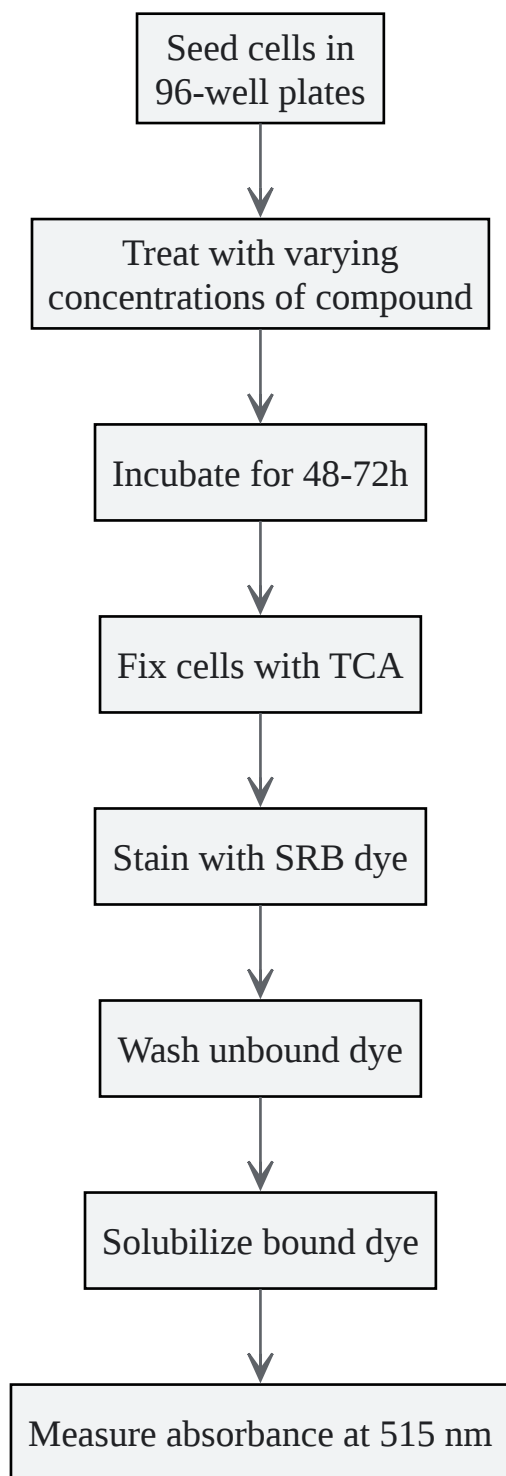 Seed cells in
96-well plates
Treat with varying
concentrations of compound
Incubate for 48-72h
Fix cells with TCA
Stain with SRB dye
Wash unbound dye
Solubilize bound dye
Measure absorbance at 515 nm